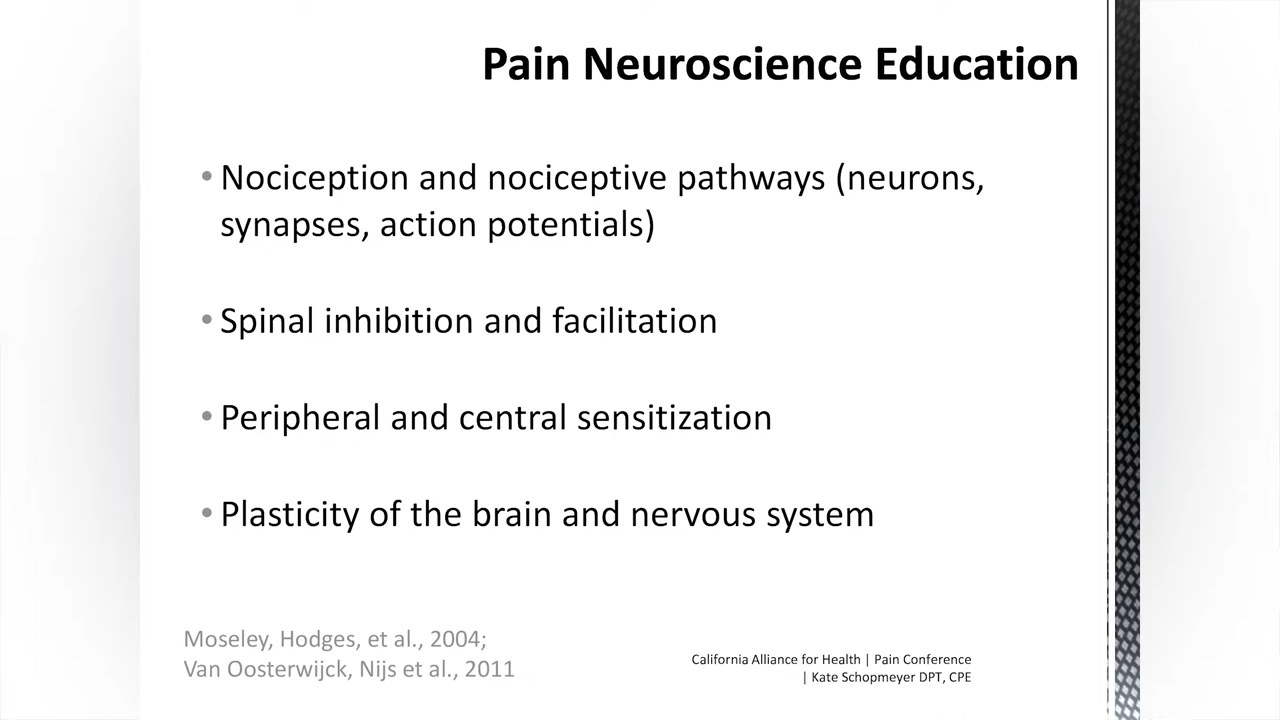 Pain Neuroscience Education
• Nociception and nociceptive pathways (neurons,
synapses, action potentials)
• Spinal inhibition and facilitation
• Peripheral and central sensitization
• Plasticity of the brain and nervous system
Moseley, Hodges, et al., 2004;
Van Oosterwijck, Nijs et al., 2011
California Alliance for Health | Pain Conference
| Kate Schopmeyer DPT, CPE